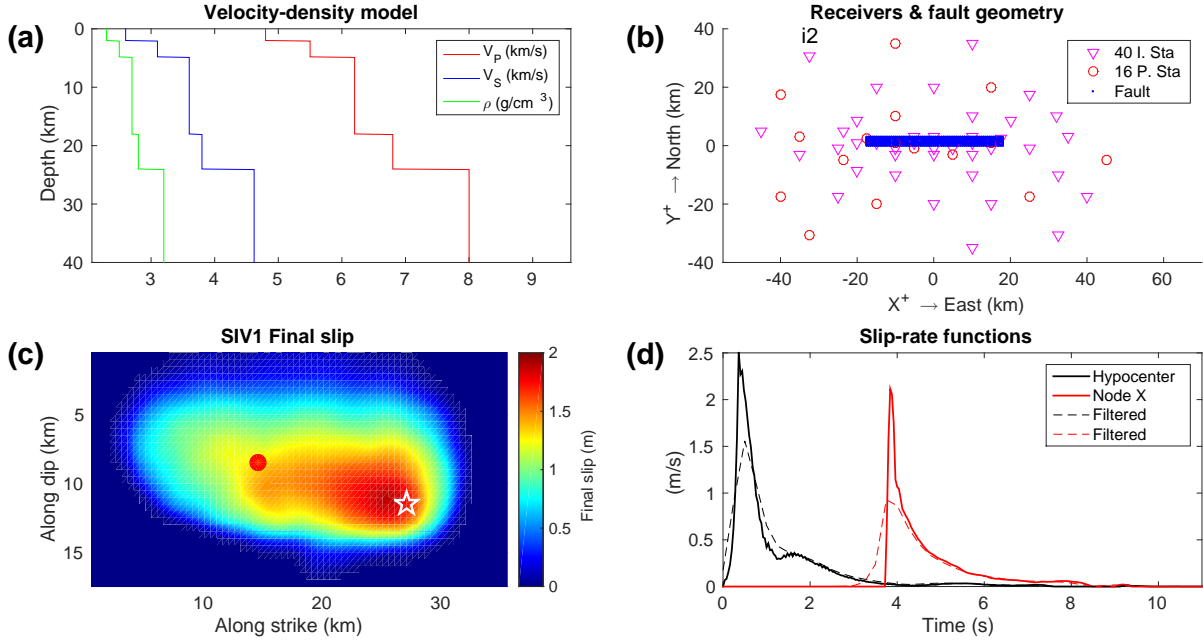 (a)
Velocity-density model
0
10
20
30
40
Depth (km)
3
4
5
6
7
8
9
V_P (km/s)
V_S (km/s)
ρ (g/cm ³)
(b)
Receivers & fault geometry
i2
40
20
0
-20
-40
Y⁺ → North (km)
-40
-20
0
20
40
60
X⁺ → East (km)
40 I. Sta
16 P. Sta
Fault
(c)
SIV1 Final slip
5
10
15
Along dip (km)
10
20
30
Along strike (km)
2
1.5
1
0.5
0
Final slip (m)
(d)
Slip-rate functions
2.5
2
1.5
1
0.5
0
(m/s)
0
2
4
6
8
10
Time (s)
Hypocenter
Node X
Filtered
Filtered